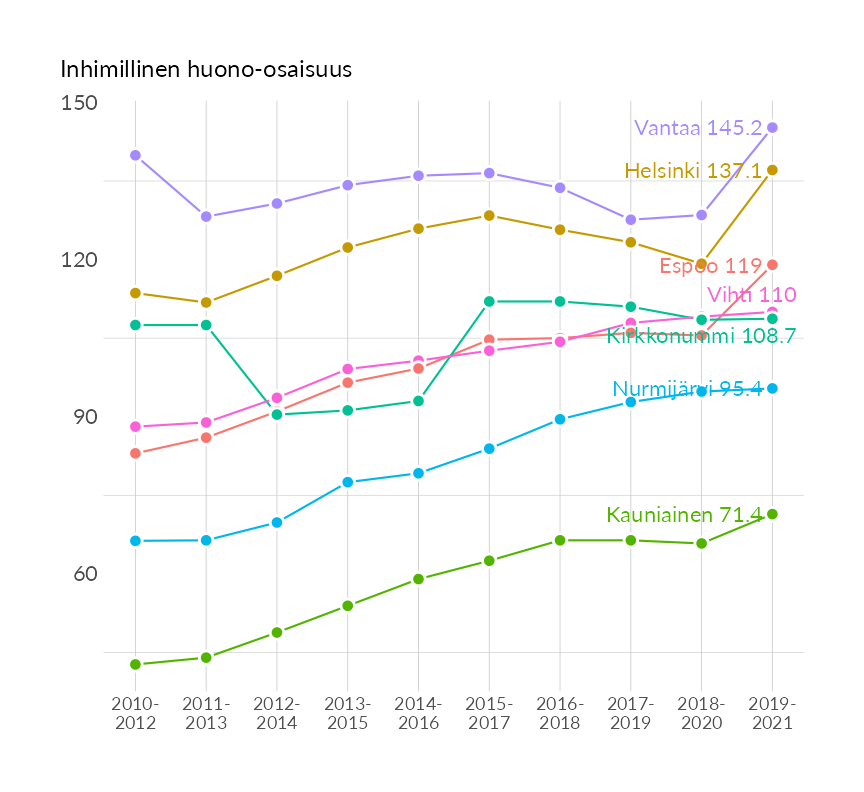 Inhimillinen huono-osaisuus
150
120
90
60
Vantaa 145.2
Helsinki 137.1
Espoo 119
Vihti 110
Kirkkonummi 108.7
Nurmijärvi 95.4
Kauniainen 71.4
2010- 2011- 2012- 2013- 2014- 2015- 2016- 2017- 2018- 2019-
2012 2013 2014 2015 2016 2017 2018 2019 2020 2021